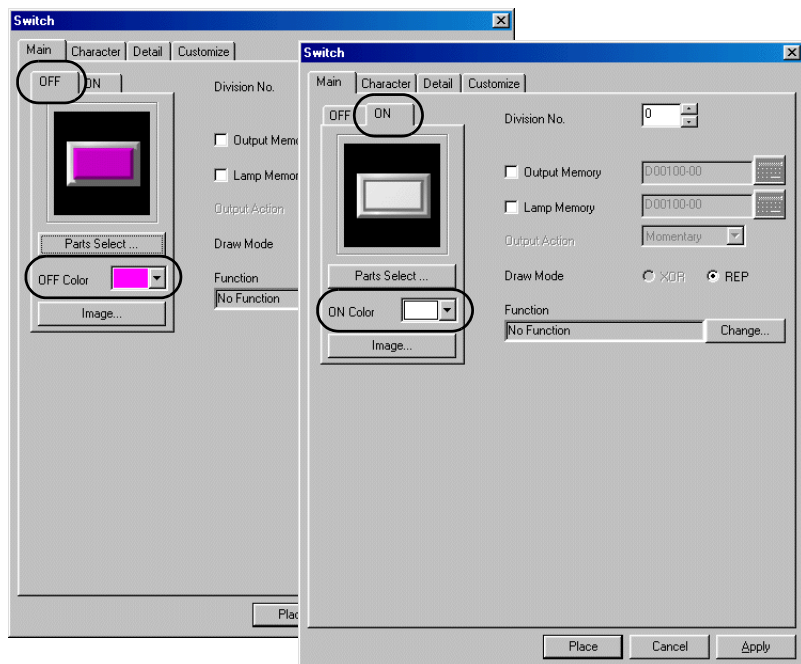 Switch
Main Character Detail Customize
OFF ON
Division No.
Output Memo
Lamp Memor
Output Action
Parts Select ...
Draw Mode
OFF Color
Function
No Function
Image...
Plac
Switch
Main Character Detail Customize
OFF ON
Division No. 0
Output Memory D00100-00
Lamp Memory D00100-00
Output Action Momentary
Parts Select ...
Draw Mode XOR REP
ON Color
Function
No Function Change...
Image...
Place Cancel Apply